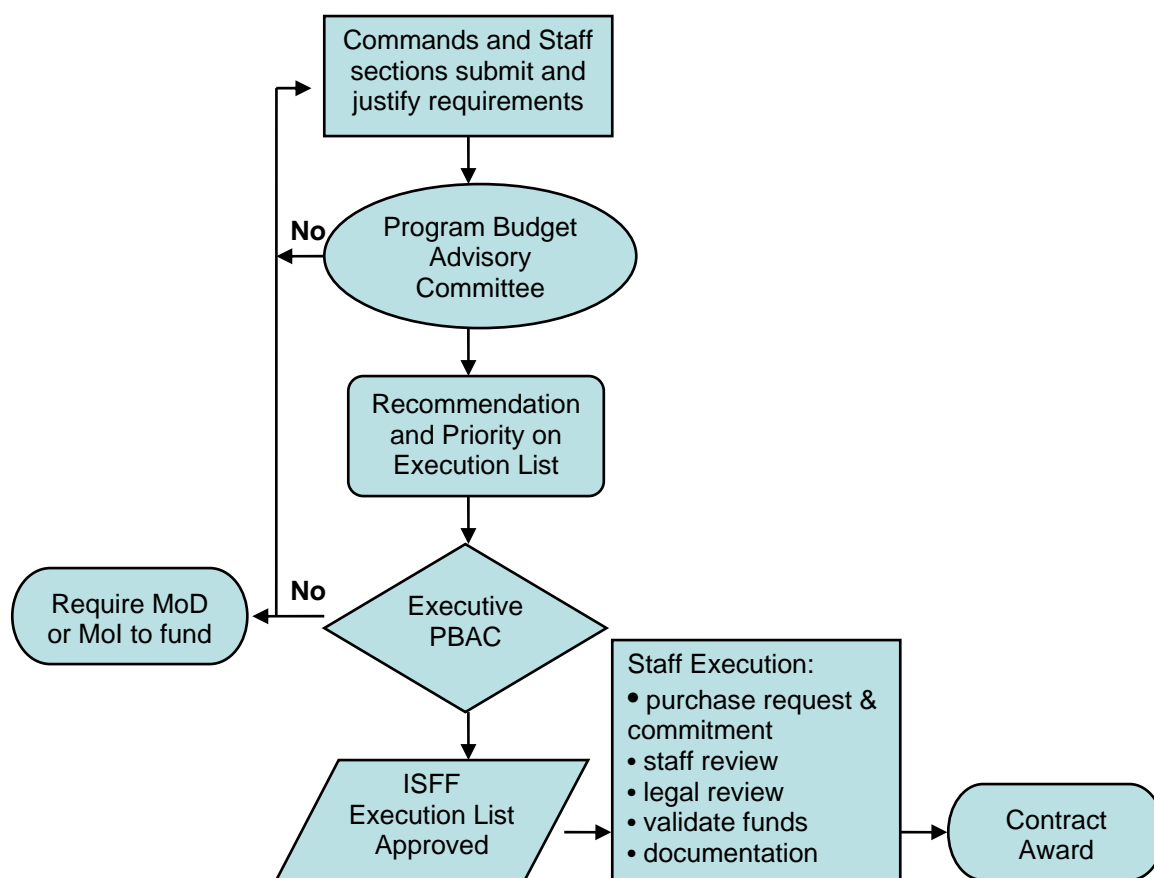 Commands and Staff
sections submit and
justify requirements
No
Program Budget
Advisory
Committee
Recommendation
and Priority on
Execution List
No
Require MoD
or MoI to fund
Executive
PBAC
Staff Execution:
• purchase request &
commitment
• staff review
• legal review
• validate funds
• documentation
ISFF
Execution List
Approved
Contract
Award